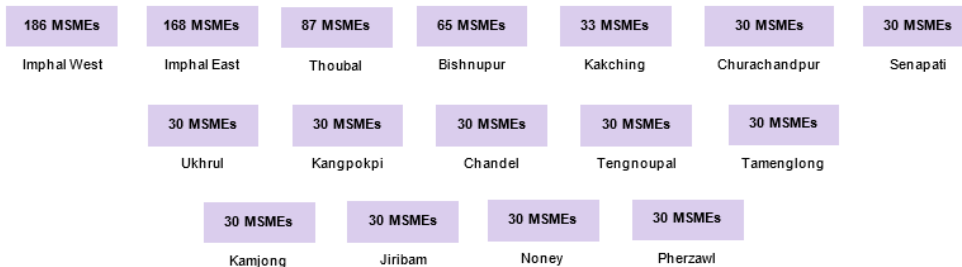 186 MSMEs 168 MSMEs 87 MSMEs 65 MSMEs 33 MSMEs 30 MSMEs 30 MSMEs
Imphal West Imphal East Thoubal Bishnupur Kakching Churachandpur Senapati
30 MSMEs 30 MSMEs 30 MSMEs 30 MSMEs 30 MSMEs
Ukhrul Kangpokpi Chandel Tengnoupal Tamenglong
30 MSMEs 30 MSMEs 30 MSMEs 30 MSMEs
Kamjong Jiribam Noney Pherzawl